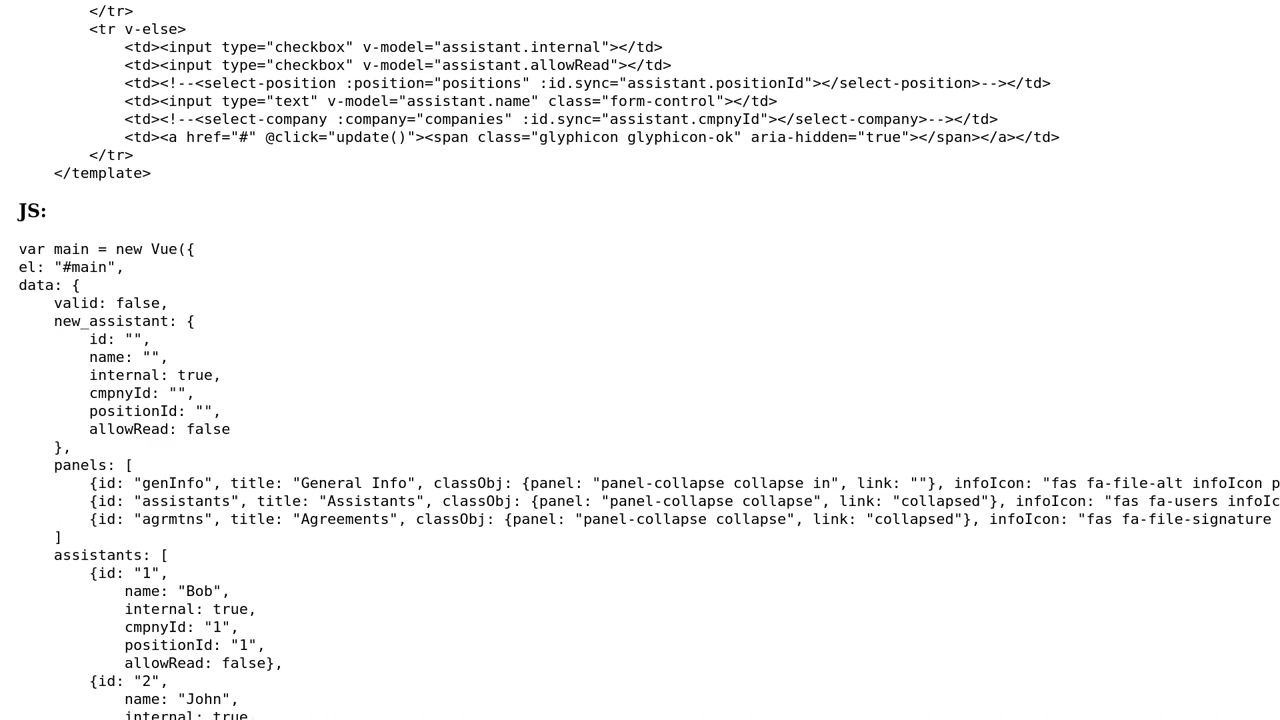 </tr>
<tr v-else>
<td><input type="checkbox" v-model="assistant.internal"></td>
<td><input type="checkbox" v-model="assistant.allowRead"></td>
<td><!--<select-position :position="positions" :id.sync="assistant.positionId"></select-position>--></td>
<td><input type="text" v-model="assistant.name" class="form-control"></td>
<td><!--<select-company :company="companies" :id.sync="assistant.cmpnyId"></select-company>--></td>
<td><a href="#" @click="update()"><span class="glyphicon glyphicon-ok" aria-hidden="true"></span></a></td>
</tr>
</template>
JS:
var main = new Vue({
el: "#main",
data: {
valid: false,
new_assistant: {
id: "",
name: "",
internal: true,
cmpnyId: "",
positionId: "",
allowRead: false
},
panels: [
{id: "genInfo", title: "General Info", classObj: {panel: "panel-collapse collapse in", link: ""}, infoIcon: "fas fa-file-alt infoIcon p
{id: "assistants", title: "Assistants", classObj: {panel: "panel-collapse collapse", link: "collapsed"}, infoIcon: "fas fa-users infoIc
{id: "agrmtns", title: "Agreements", classObj: {panel: "panel-collapse collapse", link: "collapsed"}, infoIcon: "fas fa-file-signature
]
assistants: [
{id: "1",
name: "Bob",
internal: true,
cmpnyId: "1",
positionId: "1",
allowRead: false},
{id: "2",
name: "John",
internal: true,